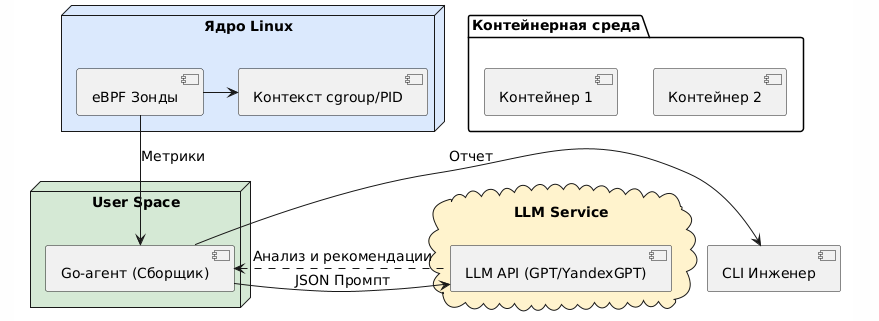 Ядро Linux
Контейнерная среда
eBPF Зонды
Контекст cgroup/PID
Контейнер 1
Контейнер 2
Метрики
Отчет
User Space
LLM Service
Go-агент (Сборщик)
Анализ и рекомендации
JSON Промпт
LLM API (GPT/YandexGPT)
CLI Инженер